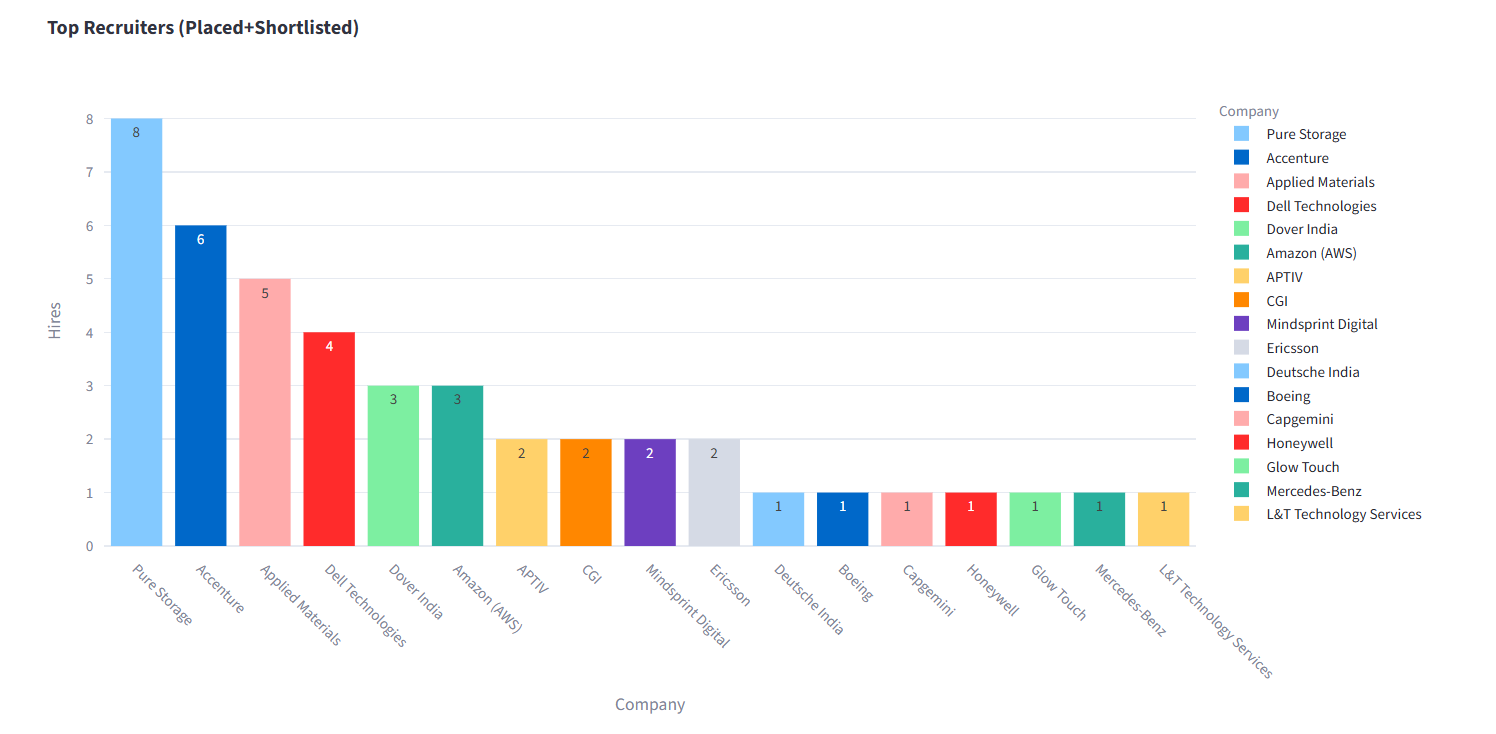 Top Recruiters (Placed+Shortlisted)
Company
Pure Storage
Accenture
Applied Materials
Dell Technologies
Dover India
Amazon (AWS)
APTIV
CGI
Mindsprint Digital
Ericsson
Deutsche India
Boeing
Capgemini
Honeywell
Glow Touch
Mercedes-Benz
L&T Technology Services
Hires
8
7
6
5
4
3
2
1
0
8
6
5
4
3
3
2
2
2
2
1
1
1
1
1
1
1
Pure Storage
Accenture
Applied Materials
Dell Technologies
Dover India
Amazon (AWS)
APTIV
CGI
Mindsprint Digital
Ericsson
Deutsche India
Boeing
Capgemini
Honeywell
Glow Touch
Mercedes-Benz
L&T Technology Services
Company